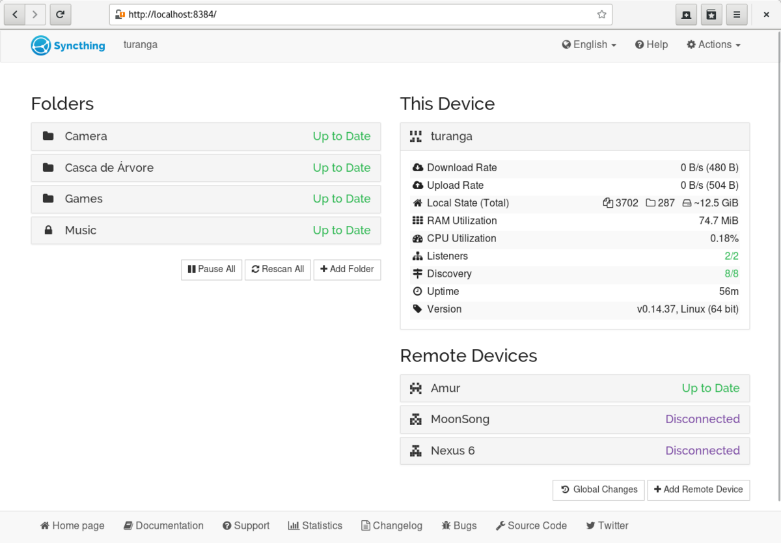 http://localhost:8384/
Syncthing turanga English Help Actions
Folders
Camera Up to Date
Casca de Árvore Up to Date
Games Up to Date
Music Up to Date
Pause All Rescan All Add Folder
This Device
turanga
Download Rate 0 B/s (480 B)
Upload Rate 0 B/s (504 B)
Local State (Total) 3702 287 ~12.5 GiB
RAM Utilization 74.7 MiB
CPU Utilization 0.18%
Listeners 2/2
Discovery 8/8
Uptime 56m
Version v0.14.37, Linux (64 bit)
Remote Devices
Amur Up to Date
MoonSong Disconnected
Nexus 6 Disconnected
Global Changes Add Remote Device
Home page Documentation Support Statistics Changelog Bugs Source Code Twitter